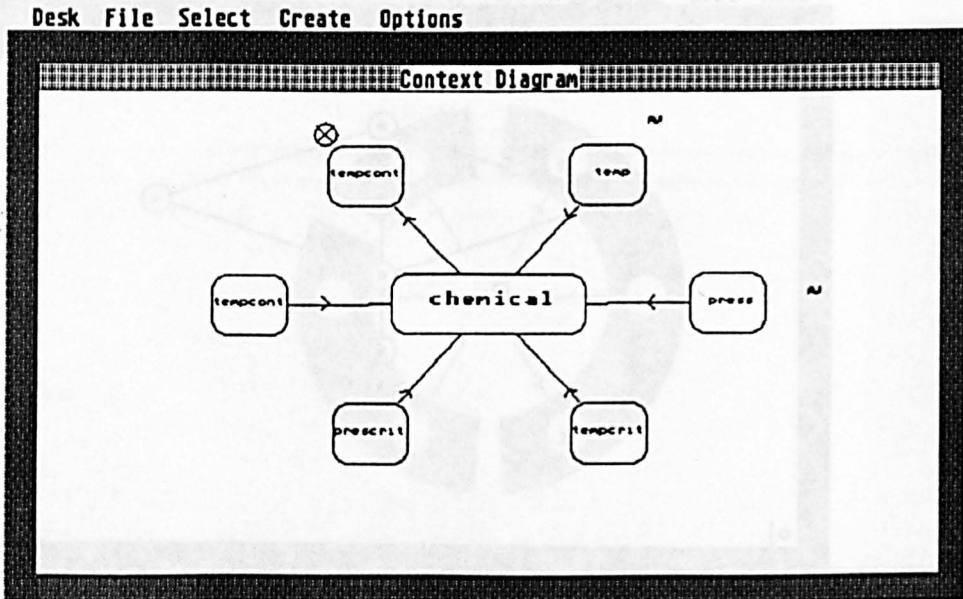 Desk File Select Create Options
Context Diagram
tempcont
temp
tempcont
chemical
press
prescrit
tempcrit